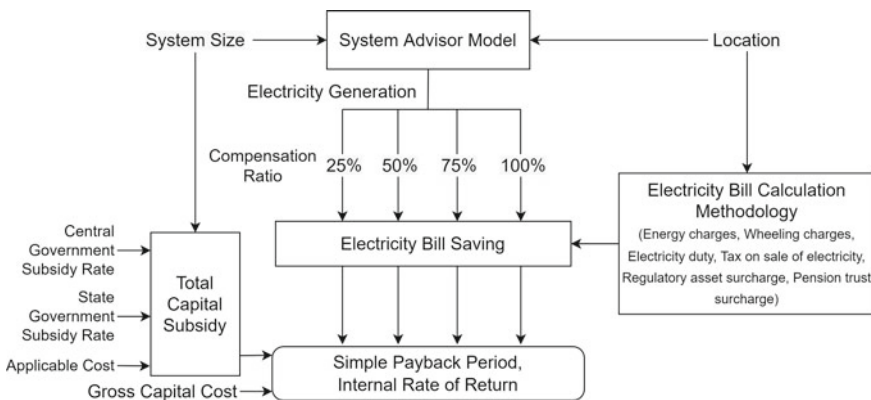 System Size
System Advisor Model
Location
Electricity Generation
Compensation
Ratio
25%
50%
75%
100%
Electricity Bill Calculation
Methodology
(Energy charges, Wheeling charges,
Electricity duty, Tax on sale of electricity,
Regulatory asset surcharge, Pension trust
surcharge)
Electricity Bill Saving
Central
Government
Subsidy Rate
State
Government
Subsidy Rate
Applicable Cost
Total
Capital
Subsidy
Gross Capital Cost
Simple Payback Period,
Internal Rate of Return